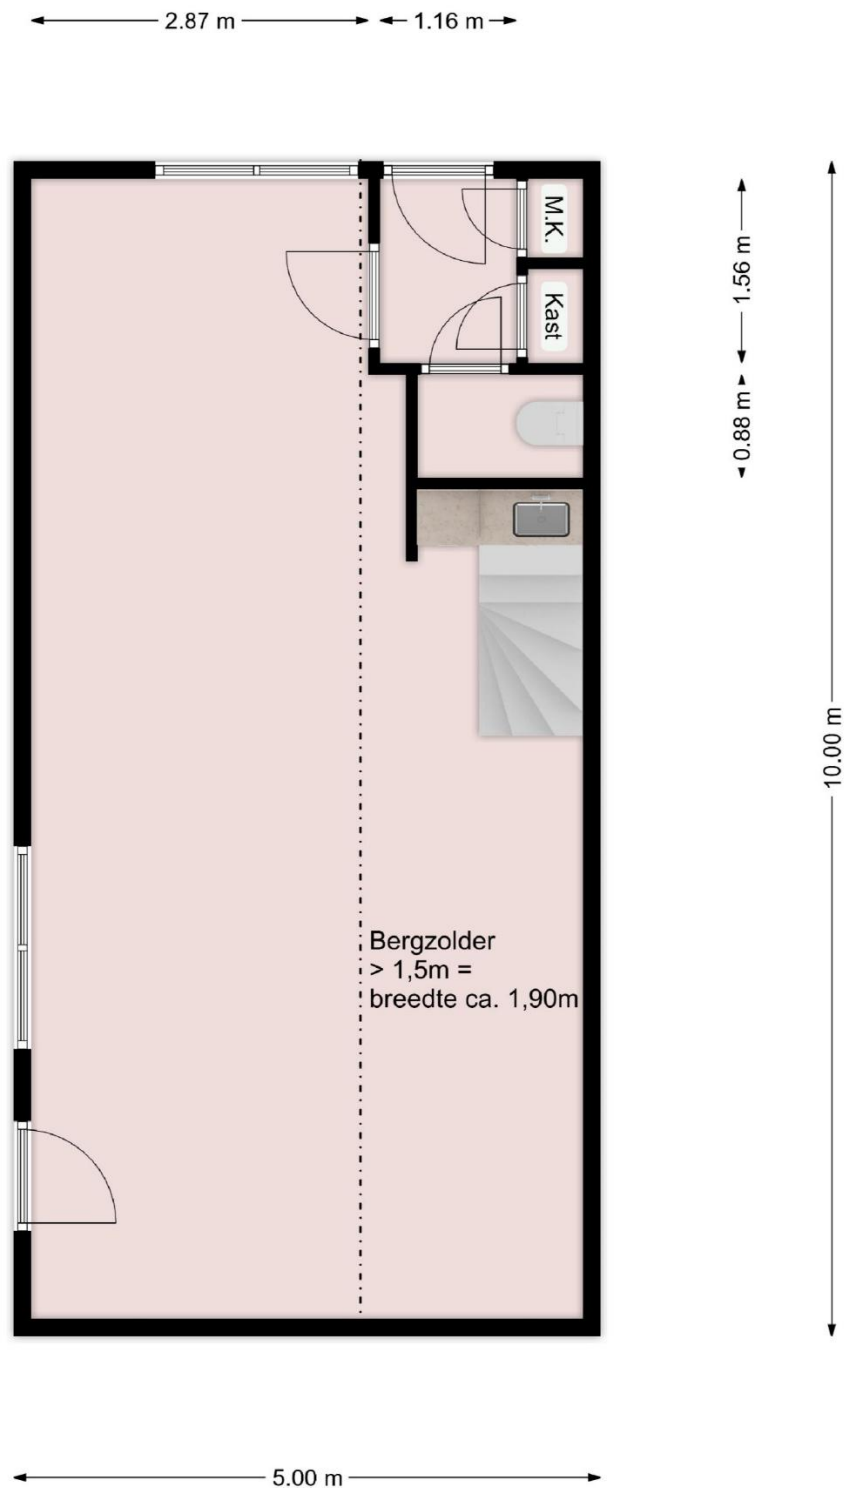 2.87 m
1.16 m
M.K.
Kast
1.56 m
0.88 m
10.00 m
Bergzolder
> 1,5m =
breedte ca. 1,90m
5.00 m